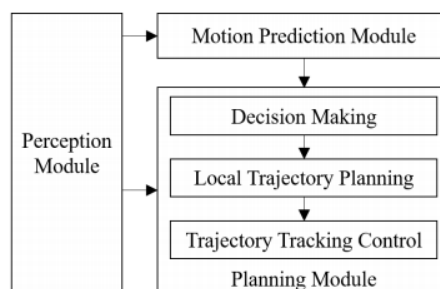 Perception
Module
Motion Prediction Module
Decision Making
Local Trajectory Planning
Trajectory Tracking Control
Planning Module